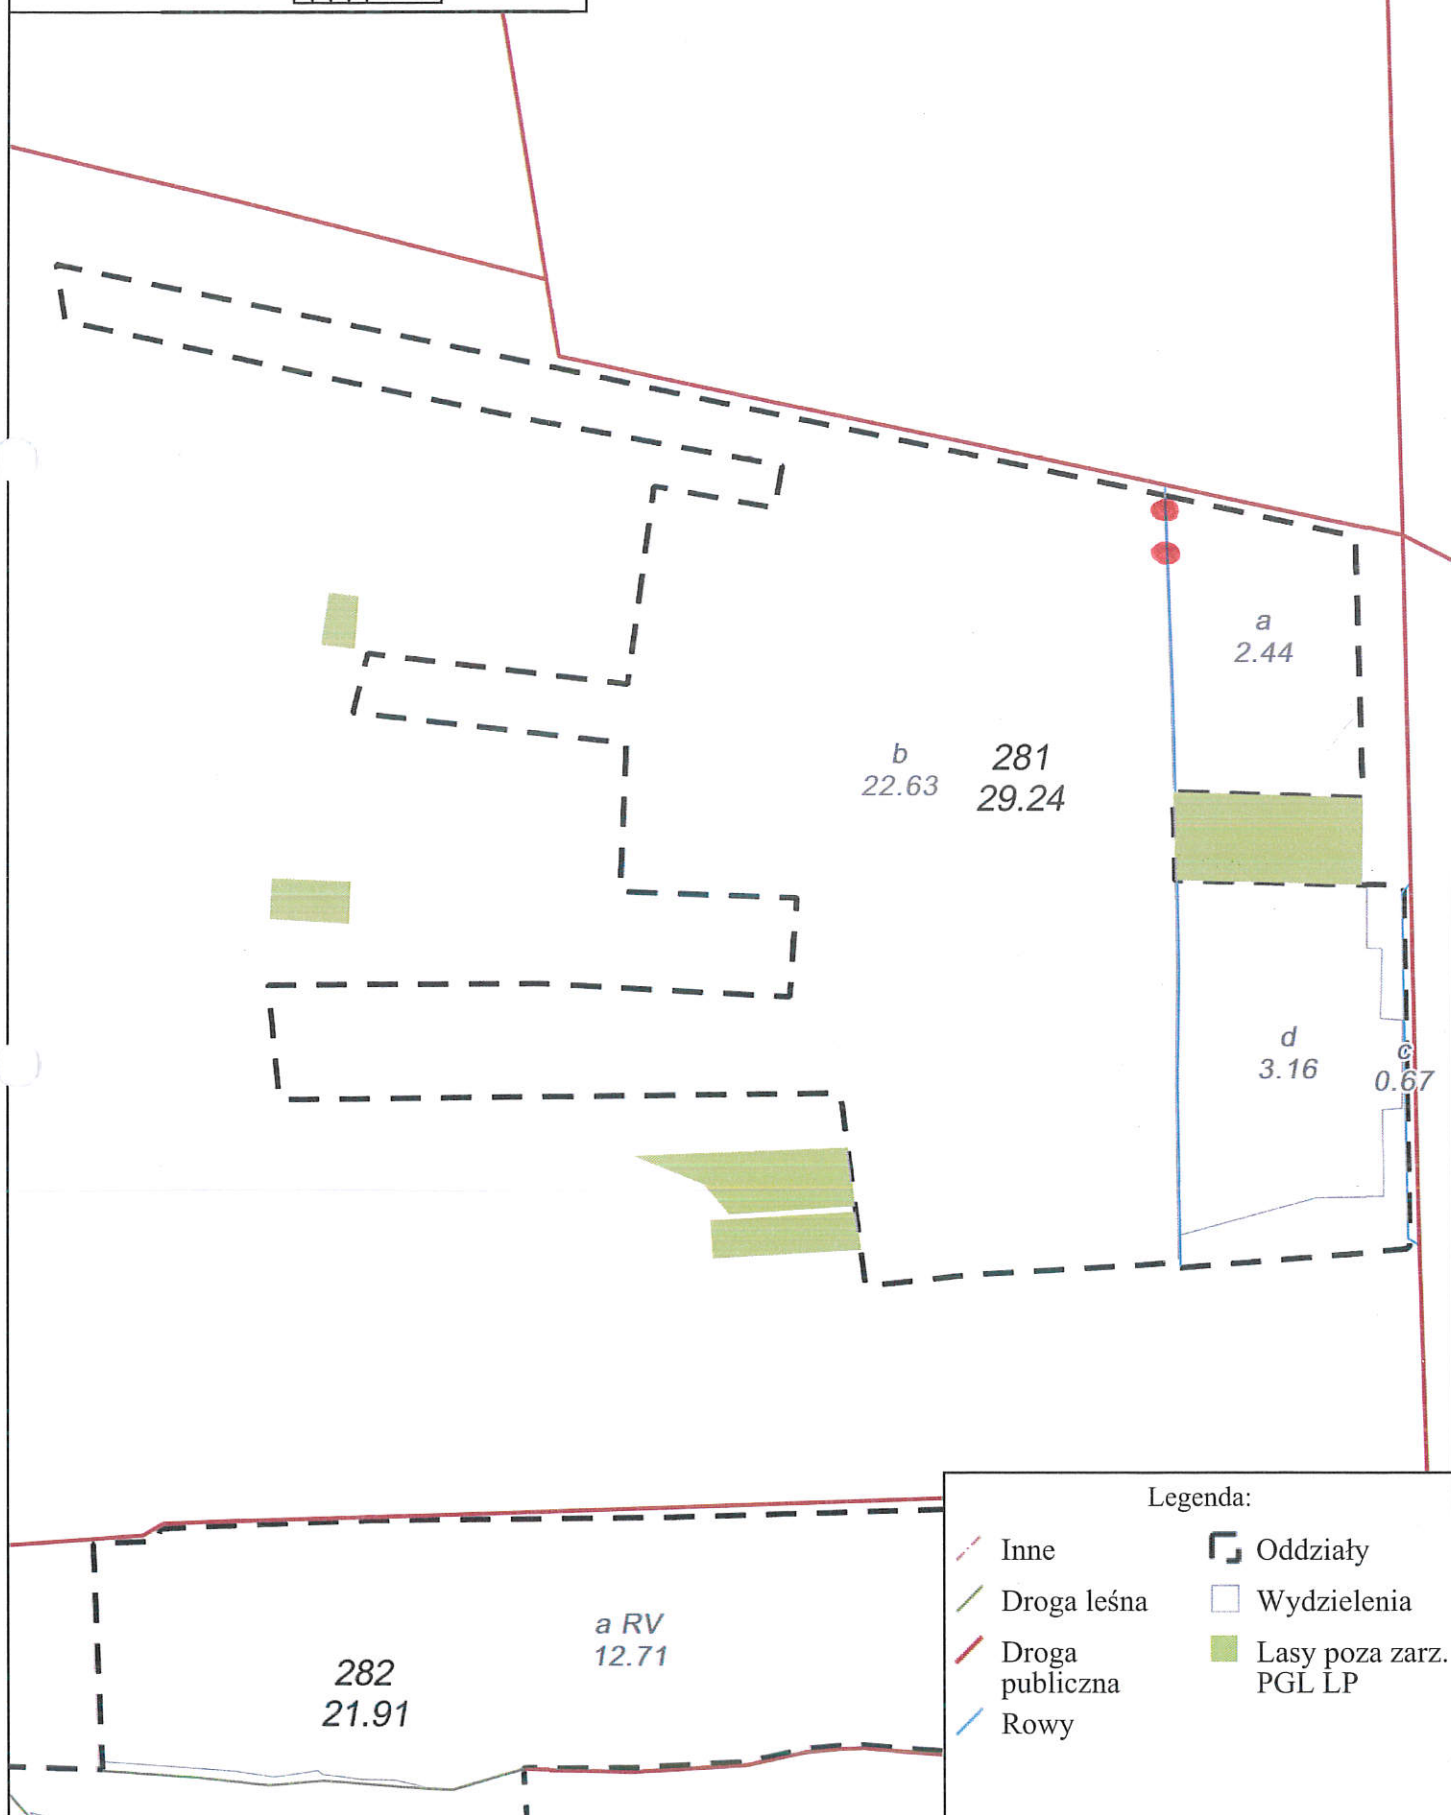 a
2.44
b
22.63
281
29.24
d
3.16
c
0.67
a RV
12.71
282
21.91
Legenda:
Inne
Droga leśna
Droga
publiczna
Rowy
Oddziały
Wydzielenia
Lasy poza zarz.
PGL LP